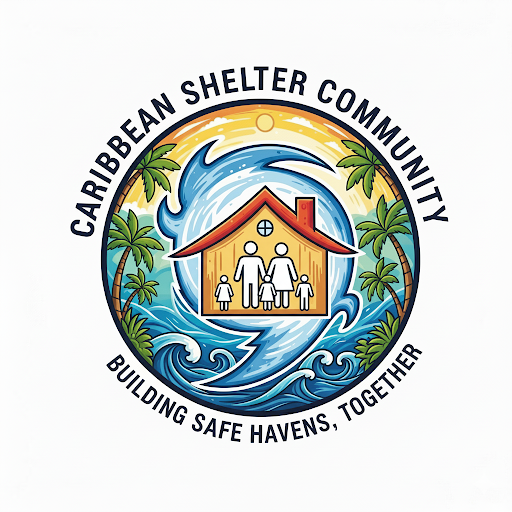 CARIBBEAN SHELTER COMMUNITY
BUILDING SAFE HAVENS, TOGETHER